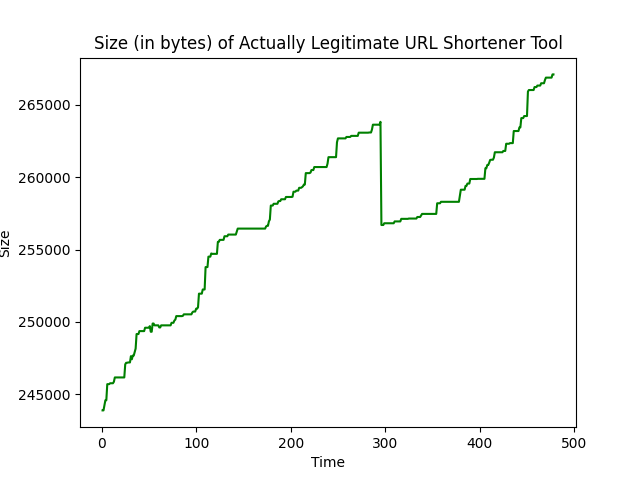 Size (in bytes) of Actually Legitimate URL Shortener Tool
265000
260000
255000
250000
245000
Size
0 100 200 300 400 500
Time